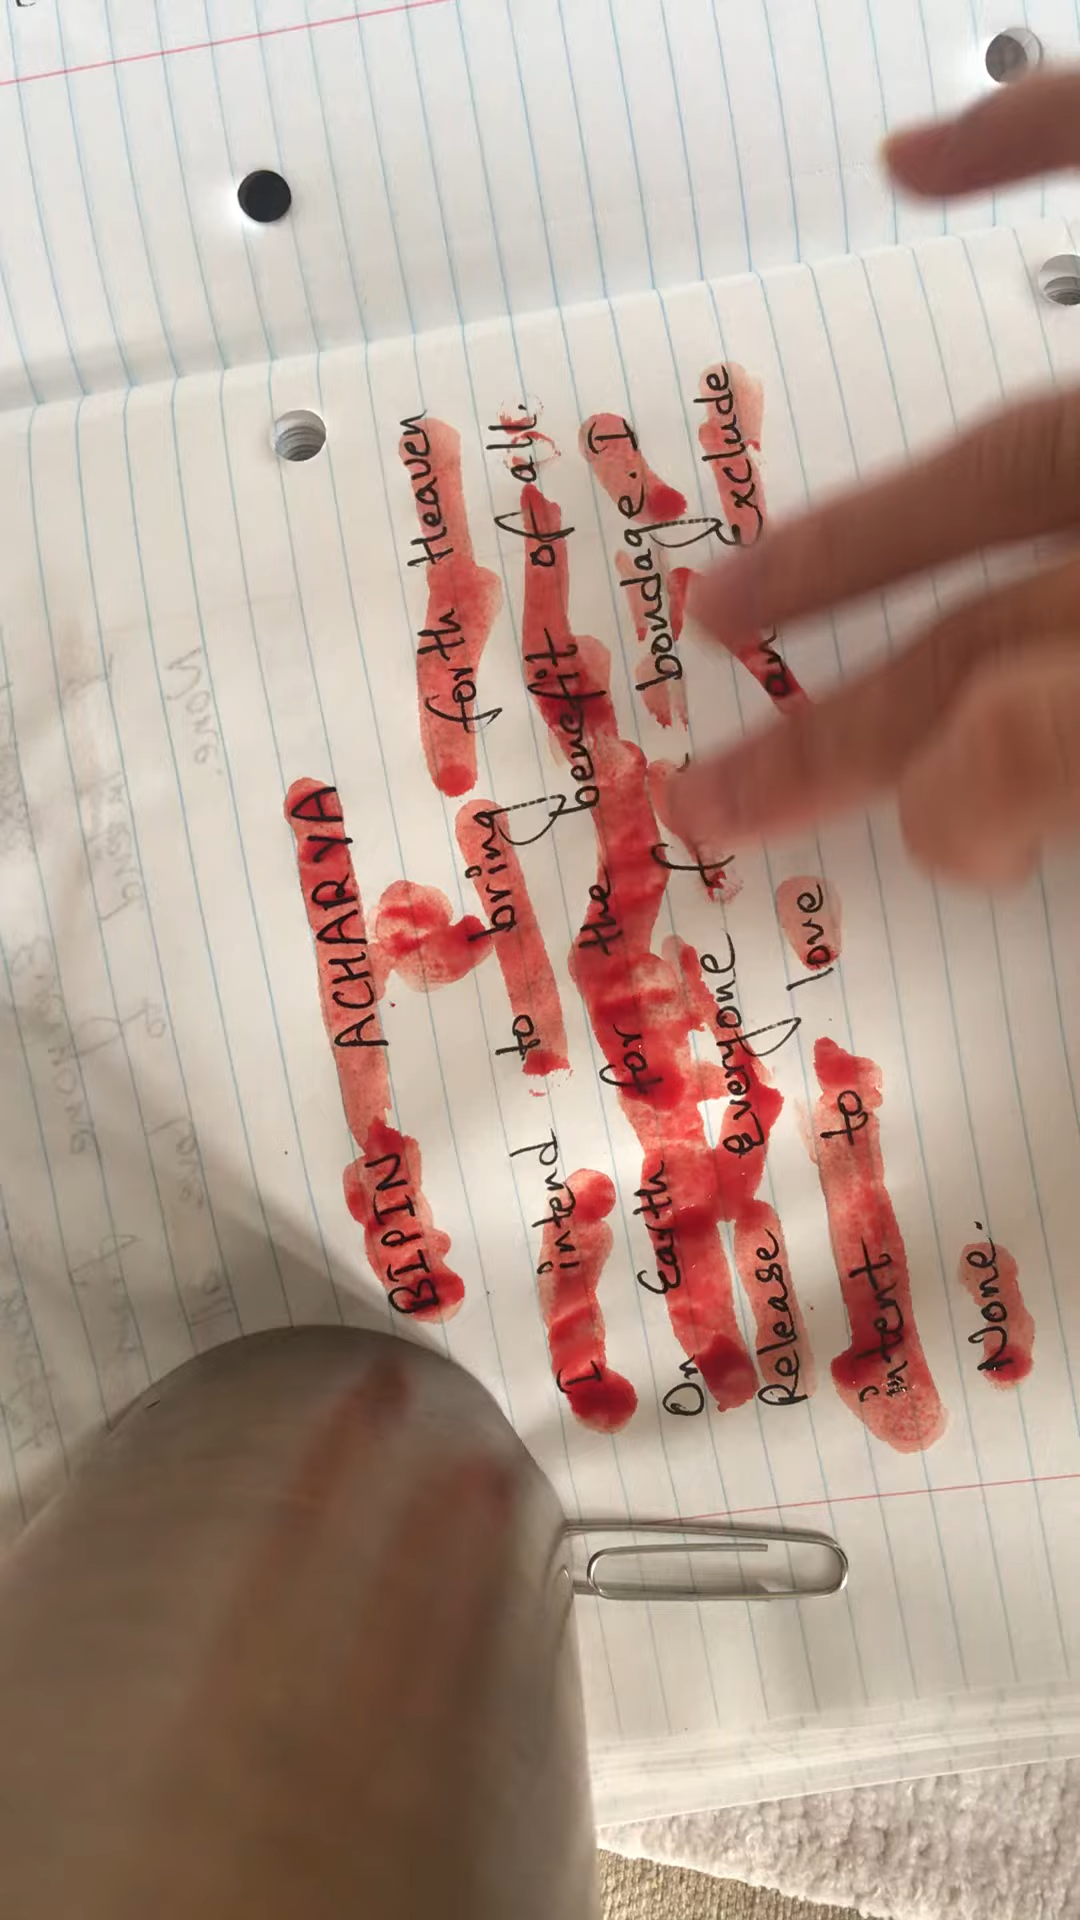 BIPIN ACHARYA
I intend to bring forth Heaven
On Earth for the benefit of all.
Release everyone bondage. I
intent to love an Exclude
None.